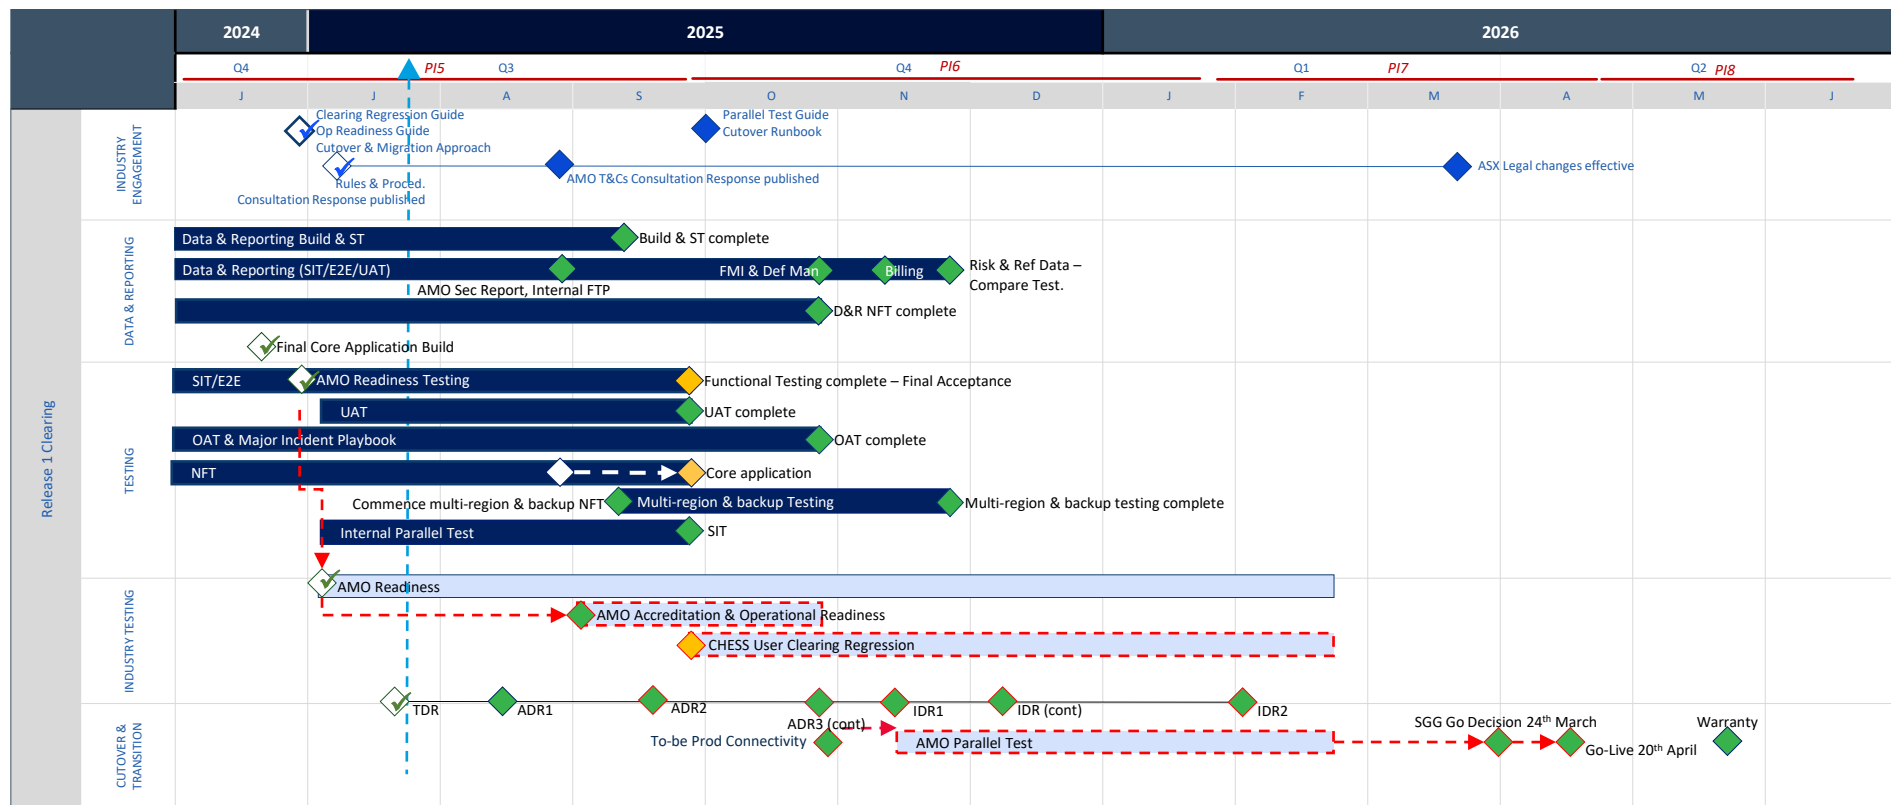 2024
2025
2026
Q4
PI5
Q3
Q4
PI6
Q1
PI7
Q2
PI8
J
J
A
S
O
N
D
J
F
M
A
M
J
Release 1 Clearing
INDUSTRY
ENGAGEMENT
Clearing Regression Guide
Op Readiness Guide
Cutover & Migration Approach
Parallel Test Guide
Cutover Runbook
Rules & Proced.
Consultation Response published
AMO T&Cs Consultation Response published
ASX Legal changes effective
DATA & REPORTING
Data & Reporting Build & ST
Build & ST complete
Data & Reporting (SIT/E2E/UAT)
FMI & Def Man
Billing
Risk & Ref Data –
Compare Test.
AMO Sec Report, Internal FTP
D&R NFT complete
Final Core Application Build
TESTING
SIT/E2E
AMO Readiness Testing
Functional Testing complete – Final Acceptance
UAT
UAT complete
OAT & Major Incident Playbook
OAT complete
NFT
Core application
Commence multi-region & backup NFT
Multi-region & backup Testing
Multi-region & backup testing complete
Internal Parallel Test
SIT
INDUSTRY TESTING
AMO Readiness
AMO Accreditation & Operational Readiness
CHESS User Clearing Regression
CUTOVER &
TRANSITION
TDR
ADR1
ADR2
ADR3 (cont)
IDR1
IDR (cont)
IDR2
To-be Prod Connectivity
AMO Parallel Test
SGG Go Decision 24th March
Go-Live 20th April
Warranty